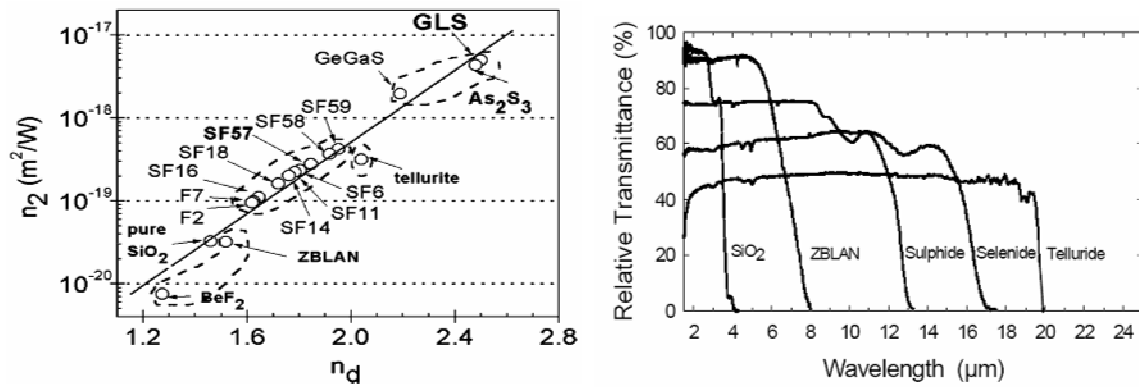 GLS
GeGaS
As₂S₃
SF59
SF58
SF57
SF18
SF16
F7
F2
tellurite
SF6
SF11
SF14
pure
SiO₂
ZBLAN
BeF₂
10⁻¹⁷
10⁻¹⁸
10⁻¹⁹
10⁻²⁰
n₂ (m²/W)
1.2 1.6 2.0 2.4 2.8
n_d
Relative Transmittance (%)
100
80
60
40
20
0
SiO₂ ZBLAN Sulphide Selenide Telluride
2 4 6 8 10 12 14 16 18 20 22 24
Wavelength (µm)